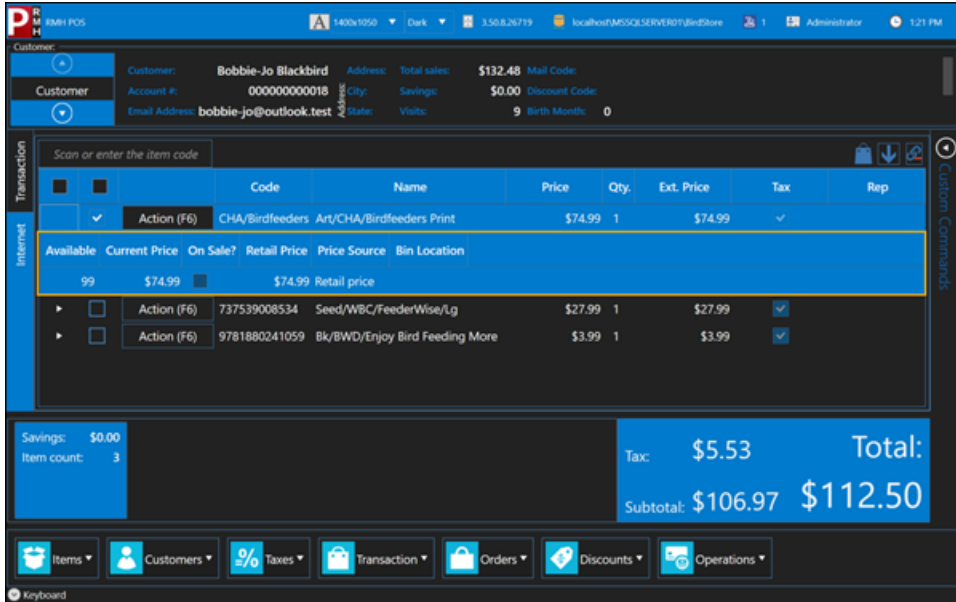 P RMH RMH POS A 1400x1050 Dark 3.50.8.26719 localhost\MSSQLSERVER01\BirdStore 1 Administrator 1:21 PM
Customer:
Customer
Customer: Bobbie-Jo Blackbird Address: Total sales: $132.48 Mail Code:
Account #: 000000000018 City: Savings: $0.00 Discount Code:
Email Address: bobbie-jo@outlook.test State: Visits: 9 Birth Month: 0
Address:
Transaction
Internet
Scan or enter the item code
Code Name Price Qty. Ext. Price Tax Rep
Action (F6) CHA/Birdfeeders Art/CHA/Birdfeeders Print $74.99 1 $74.99
Available Current Price On Sale? Retail Price Price Source Bin Location
99 $74.99 $74.99 Retail price
Action (F6) 737539008534 Seed/WBC/FeederWise/Lg $27.99 1 $27.99
Action (F6) 9781880241059 Bk/BWD/Enjoy Bird Feeding More $3.99 1 $3.99
Custom Commands
Savings: $0.00
Item count: 3
Tax: $5.53 Total:
Subtotal: $106.97 $112.50
Items Customers Taxes Transaction Orders Discounts Operations
Keyboard